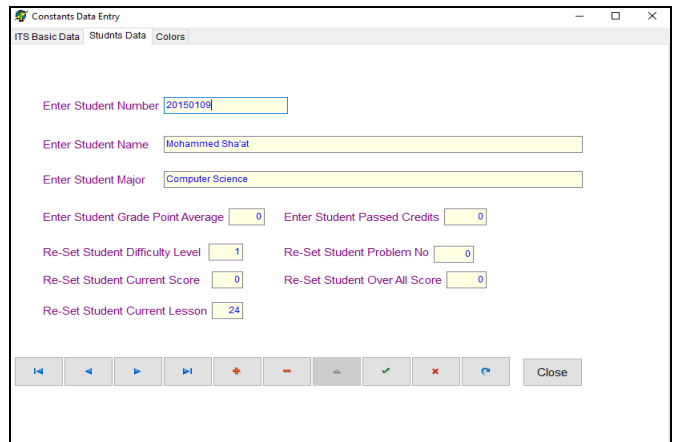 Constants Data Entry
ITS Basic Data Studnts Data Colors
Enter Student Number 20150109
Enter Student Name Mohammed Sha'at
Enter Student Major Computer Science
Enter Student Grade Point Average 0 Enter Student Passed Credits 0
Re-Set Student Difficulty Level 1 Re-Set Student Problem No 0
Re-Set Student Current Score 0 Re-Set Student Over All Score 0
Re-Set Student Current Lesson 24
Close